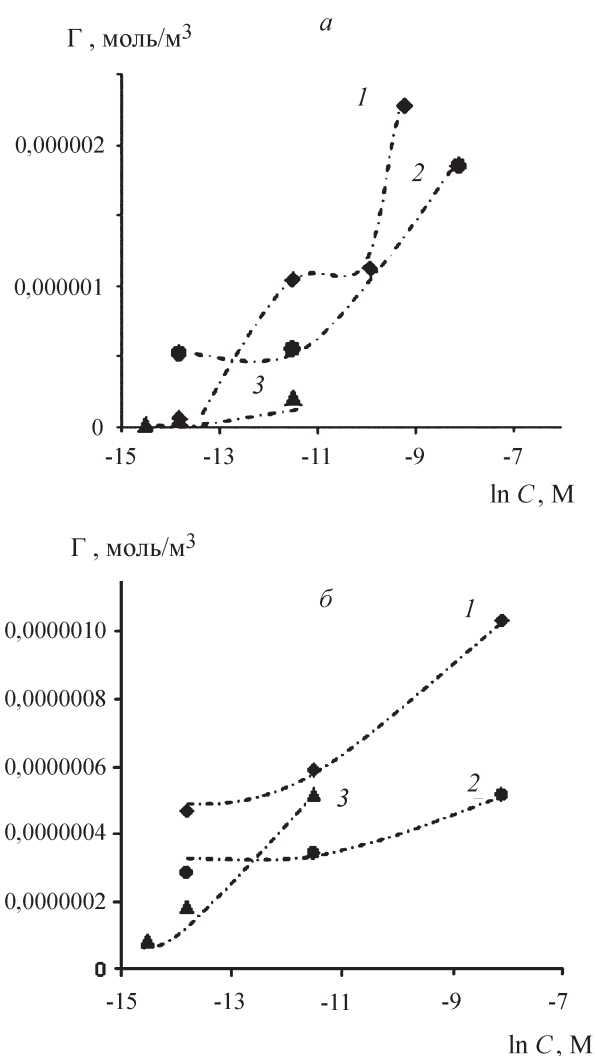 а
Γ , моль/м³
1
0,000002
2
0,000001
3
0
-15 -13 -11 -9 -7
ln C, М
Γ , моль/м³
б
1
0,0000010
0,0000008
0,0000006
3
2
0,0000004
0,0000002
0
-15 -13 -11 -9 -7
ln C, М